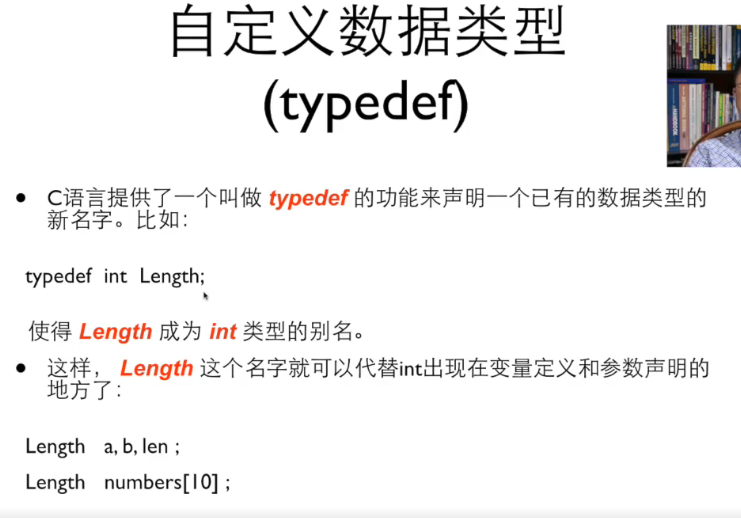 自定义数据类型
(typedef)
C语言提供了一个叫做 typedef 的功能来声明一个已有的数据类型的
新名字。比如：
typedef int Length;
使得 Length 成为 int 类型的别名。
这样， Length 这个名字就可以代替int出现在变量定义和参数声明的
地方了：
Length a, b, len ;
Length numbers[10] ;